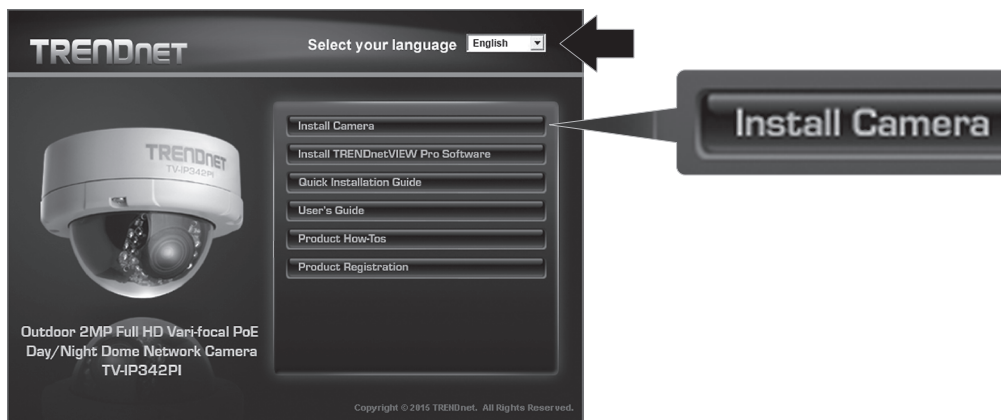 TRENDnet
Select your language English
Install Camera
TRENDnet
TV-IP342PI
Install Camera
Install TRENDnetVIEW Pro Software
Quick Installation Guide
User's Guide
Product How-Tos
Product Registration
Outdoor 2MP Full HD Vari-focal PoE
Day/Night Dome Network Camera
TV-IP342PI
Copyright © 2015 TRENDnet. All Rights Reserved.